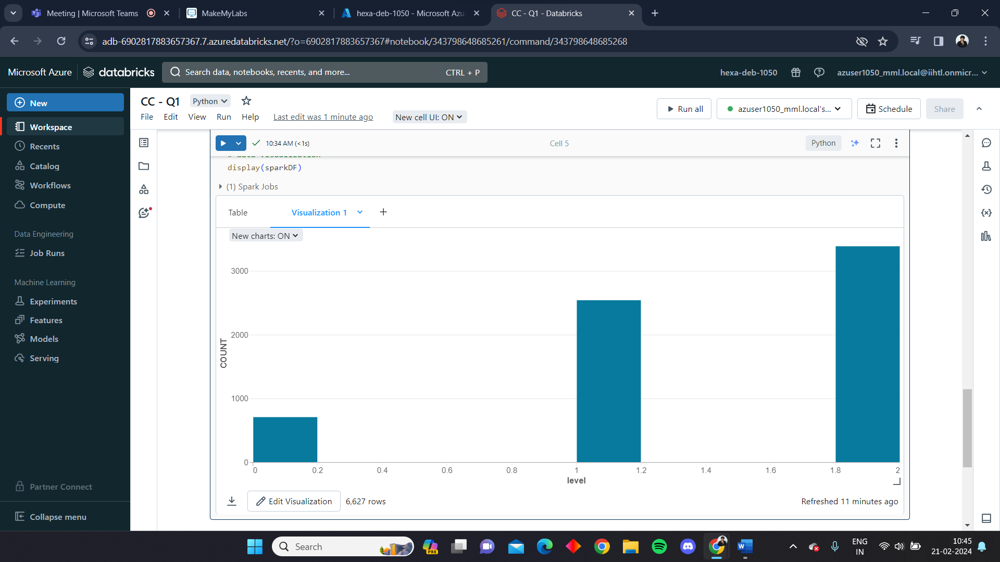 Meeting | Microsoft Teams
MakeMyLabs
hexa-deb-1050 - Microsoft Azu
CC - Q1 - Databricks
adb-6902817883657367.7.azuredatabricks.net/?o=6902817883657367#notebook/343798648685261/command/343798648685268
Microsoft Azure
databricks
Search data, notebooks, recents, and more...
CTRL + P
hexa-deb-1050
azuser1050_mml.local@iihtl.onmicr...
New
Workspace
Recents
Catalog
Workflows
Compute
Data Engineering
Job Runs
Machine Learning
Experiments
Features
Models
Serving
Partner Connect
Collapse menu
CC - Q1
Python
File
Edit
View
Run
Help
Last edit was 1 minute ago
New cell UI: ON
Run all
azuser1050_mml.local's...
Schedule
Share
10:34 AM (<1s)
Cell 5
Python
# data visualization
display(sparkDF)
(1) Spark Jobs
Table
Visualization 1
New charts: ON
3000
2000
1000
0
COUNT
0
0.2
0.4
0.6
0.8
1
1.2
1.4
1.6
1.8
2
level
Edit Visualization
6,627 rows
Refreshed 11 minutes ago
Search
PRE
ENG
IN
10:45
21-02-2024